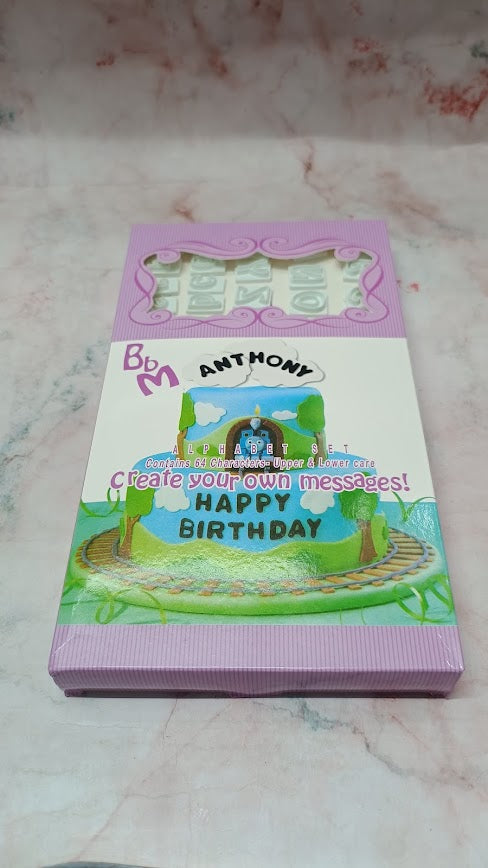 BbM
ANTHONY
ALPHABET SET
Contains 64 Characters- Upper & Lower care
Create your own messages!
HAPPY
BIRTHDAY